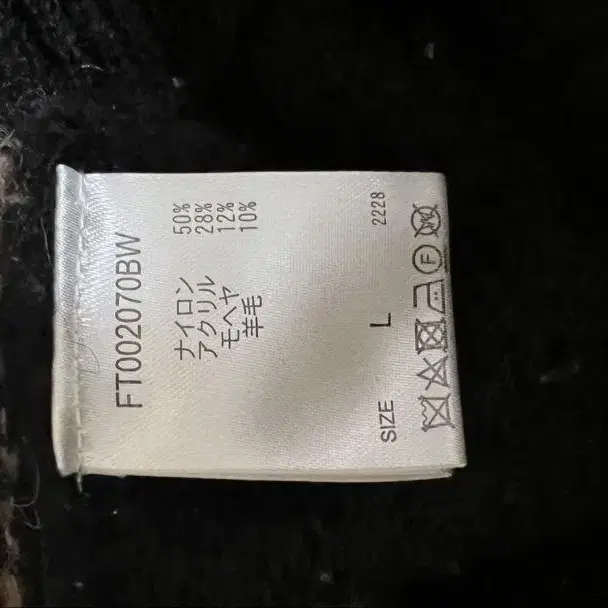 FT002070BW
ナイロン 50%
アクリル 28%
モヘヤ 12%
羊毛 10%
2228
SIZE L